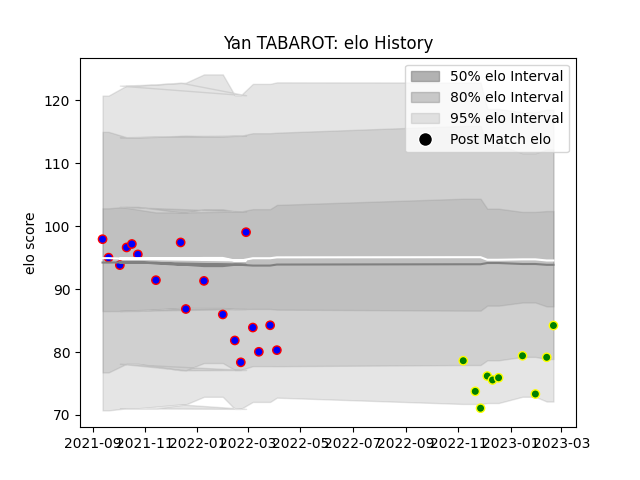 Yan TABAROT: elo History
50% elo Interval
80% elo Interval
95% elo Interval
Post Match elo
elo score
120
110
100
90
80
70
2021-09 2021-11 2022-01 2022-03 2022-05 2022-07 2022-09 2022-11 2023-01 2023-03